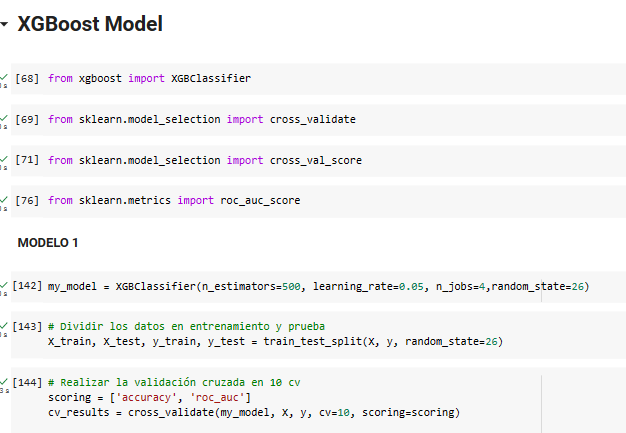 XGBoost Model
[68] from xgboost import XGBClassifier
[69] from sklearn.model_selection import cross_validate
[71] from sklearn.model_selection import cross_val_score
[76] from sklearn.metrics import roc_auc_score
MODELO 1
[142] my_model = XGBClassifier(n_estimators=500, learning_rate=0.05, n_jobs=4,random_state=26)
[143] # Dividir los datos en entrenamiento y prueba
X_train, X_test, y_train, y_test = train_test_split(X, y, random_state=26)
[144] # Realizar la validación cruzada en 10 cv
scoring = ['accuracy', 'roc_auc']
cv_results = cross_validate(my_model, X, y, cv=10, scoring=scoring)